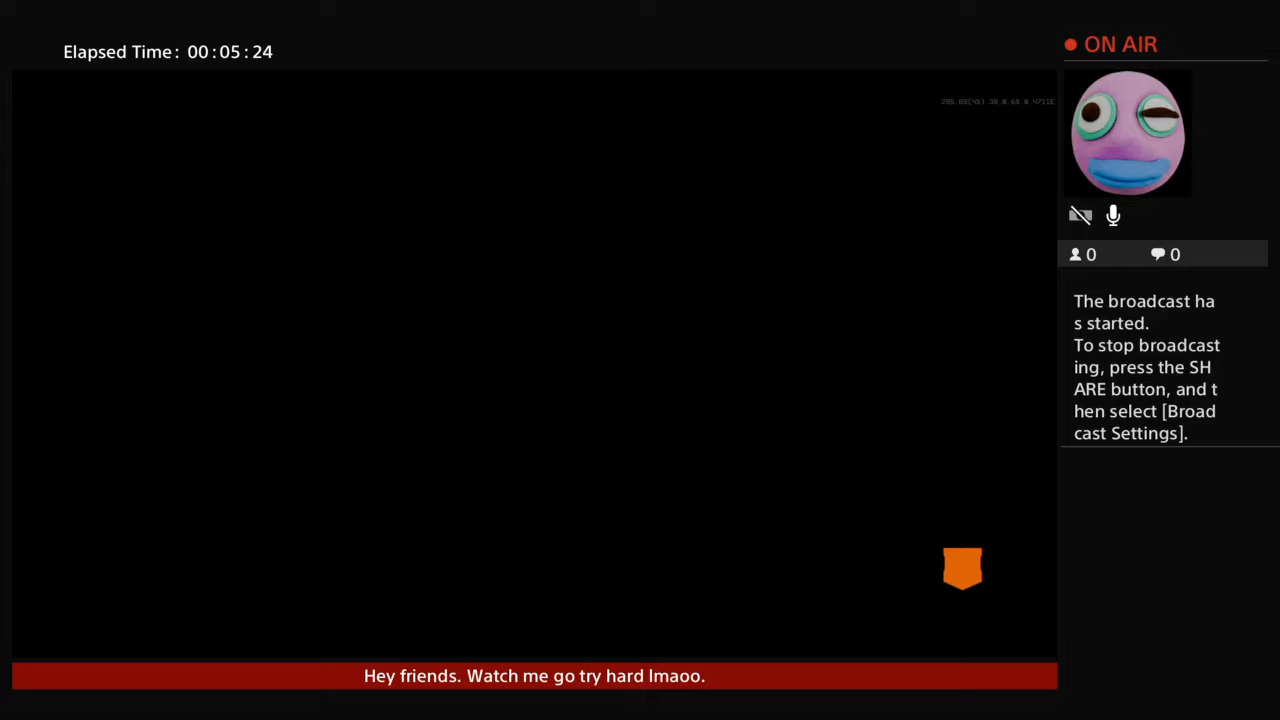 Elapsed Time: 00:05:24
ON AIR
0 0
The broadcast ha
s started.
To stop broadcast
ing, press the SH
ARE button, and t
hen select [Broad
cast Settings].
Hey friends. Watch me go try hard lmaoo.